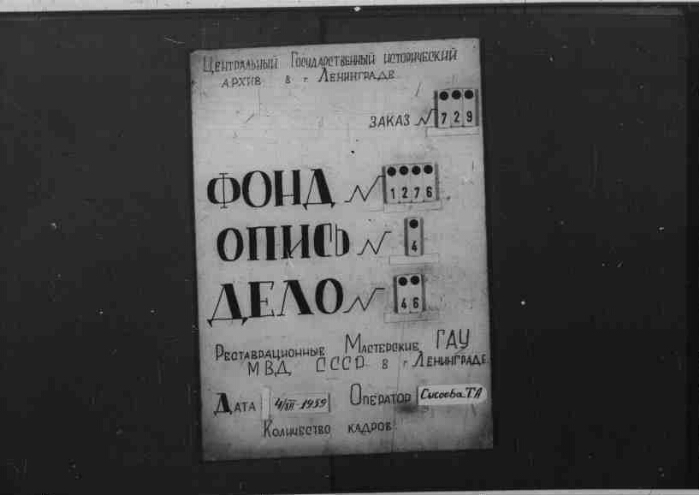 Центральный Государственный исторический
архив в г Ленинграде
ЗАКАЗ № 729
ФОНД № 1276
ОПИСЬ № 4
ДЕЛО № 46
Реставрационные Мастерские ГАУ
МВД СССР в г Ленинграде
Дата 4/III-1959 Оператор Сысоева Т.А
Количество кадров